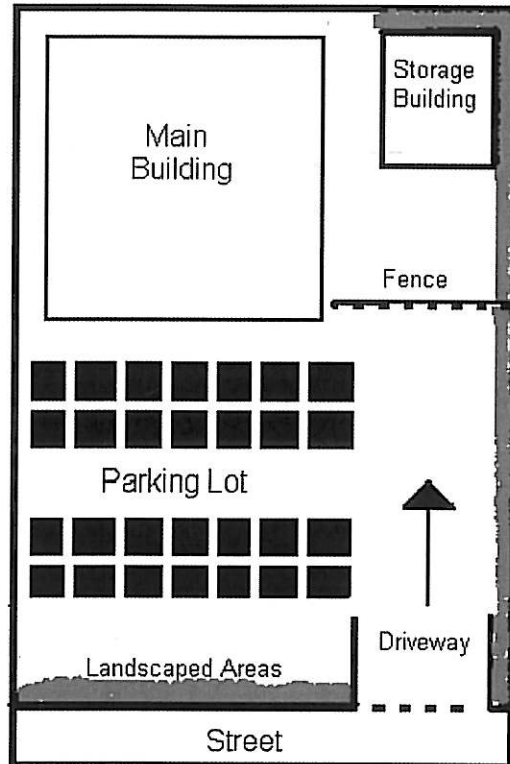 Storage
Building
Main
Building
Fence
Parking Lot
Driveway
Landscaped Areas
Street